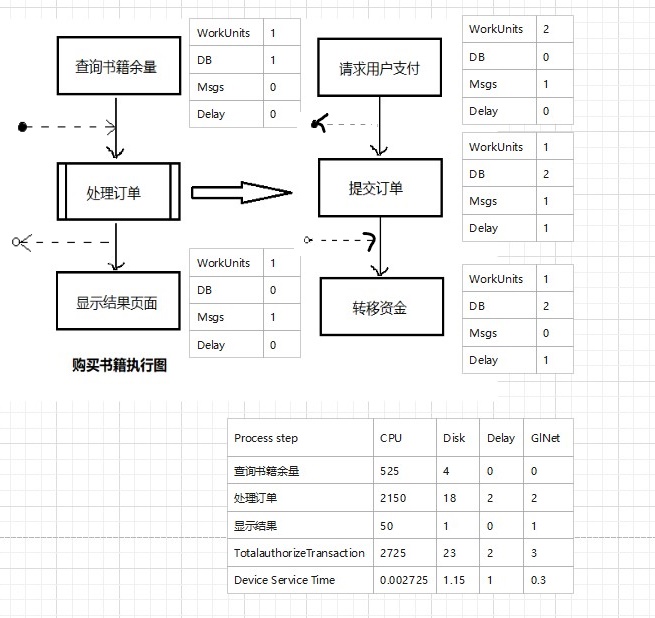 查询书籍余量
WorkUnits 1
DB 1
Msgs 0
Delay 0
处理订单
显示结果页面
WorkUnits 1
DB 0
Msgs 1
Delay 0
购买书籍执行图
请求用户支付
WorkUnits 2
DB 0
Msgs 1
Delay 0
提交订单
WorkUnits 1
DB 2
Msgs 1
Delay 1
转移资金
WorkUnits 1
DB 2
Msgs 0
Delay 1
Process step CPU Disk Delay GlNet
查询书籍余量 525 4 0 0
处理订单 2150 18 2 2
显示结果 50 1 0 1
TotalauthorizeTransaction 2725 23 2 3
Device Service Time 0.002725 1.15 1 0.3